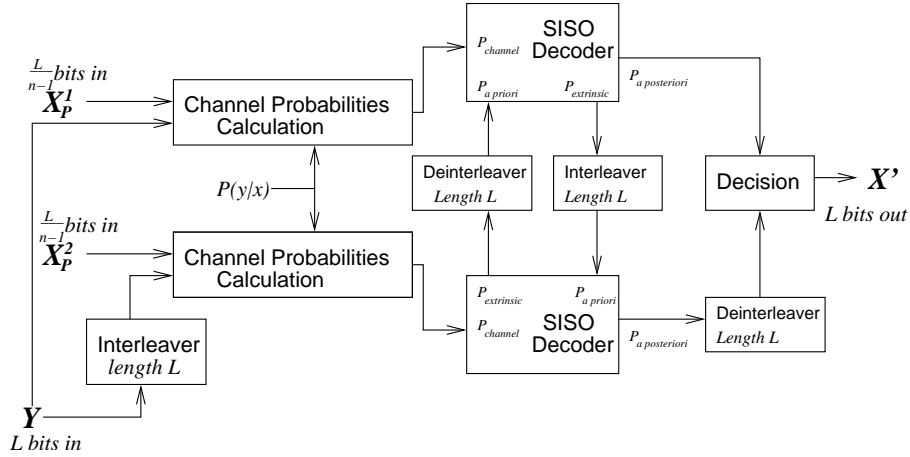 L/n−1 bits in
X_P^1
Channel Probabilities
Calculation
P_channel
SISO
Decoder
P_a priori
P_extrinsic
P_a posteriori
Deinterleaver
Length L
Interleaver
Length L
P(y/x)
Decision
X’
L bits out
L/n−1 bits in
X_P^2
Channel Probabilities
Calculation
P_extrinsic
P_a priori
P_channel
SISO
Decoder
P_a posteriori
Deinterleaver
Length L
Interleaver
length L
Y
L bits in